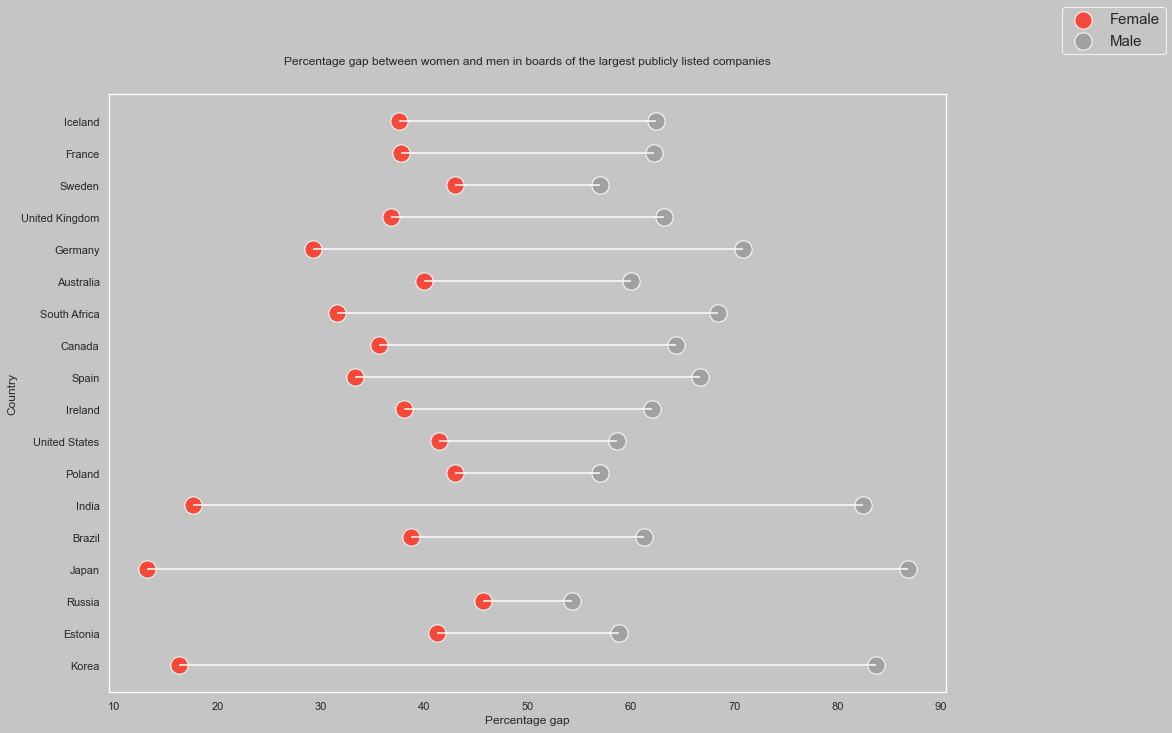 Female
Male
Percentage gap between women and men in boards of the largest publicly listed companies
Country
Iceland
France
Sweden
United Kingdom
Germany
Australia
South Africa
Canada
Spain
Ireland
United States
Poland
India
Brazil
Japan
Russia
Estonia
Korea
10 20 30 40 50 60 70 80 90
Percentage gap